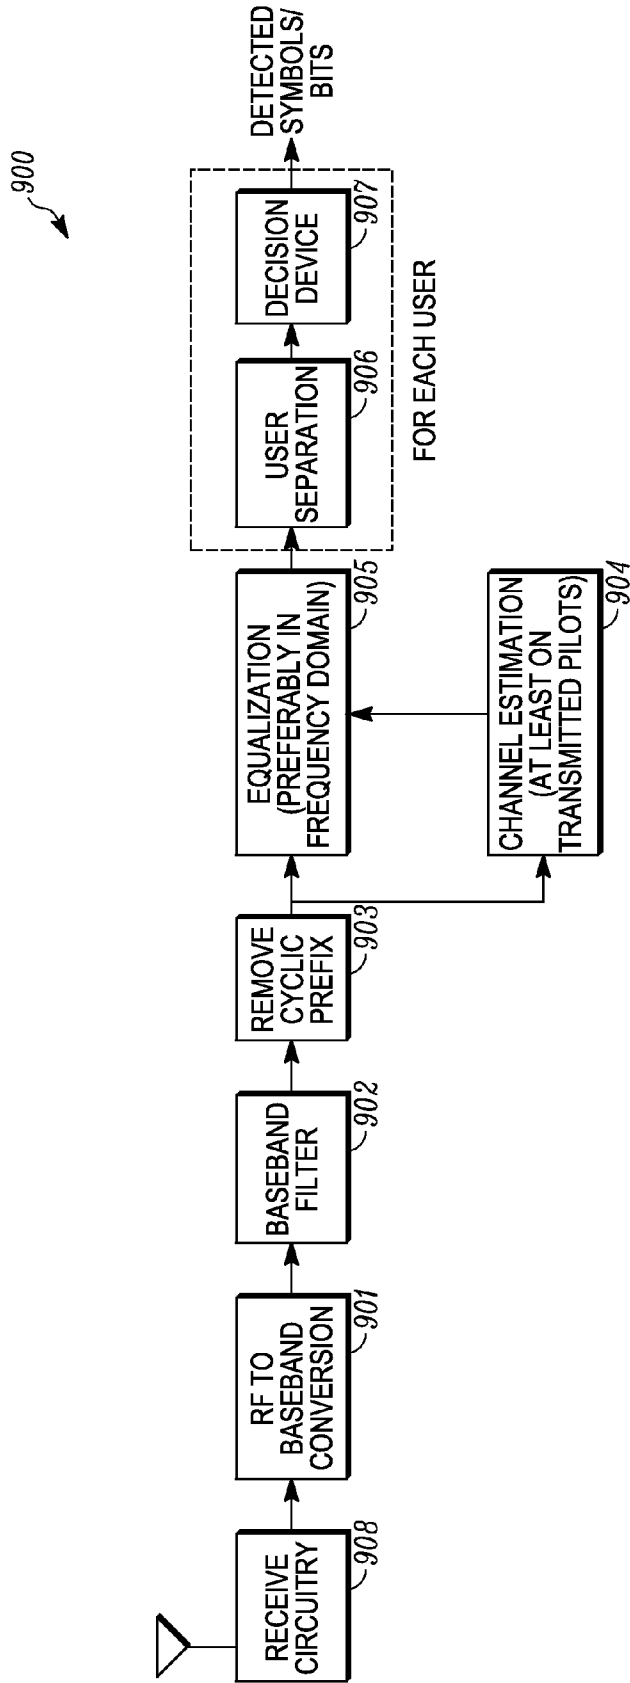 900
RECEIVE
CIRCUITRY
908
RF TO
BASEBAND
CONVERSION
901
BASEBAND
FILTER
902
REMOVE
CYCLIC
PREFIX
903
EQUALIZATION
(PREFERABLY IN
FREQUENCY DOMAIN)
905
CHANNEL ESTIMATION
(AT LEAST ON
TRANSMITTED PILOTS)
904
USER
SEPARATION
906
DECISION
DEVICE
907
FOR EACH USER
DETECTED
SYMBOLS/
BITS